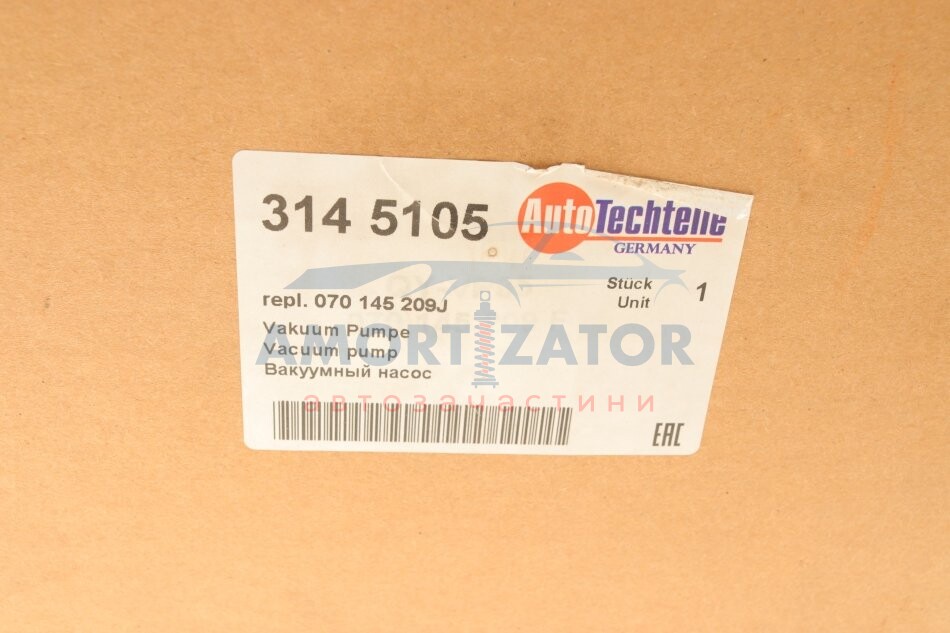 314 5105
AutoTechteile
GERMANY
Stück 1
Unit
repl. 070 145 209J
Vakuum Pumpe
Vacuum pump
Вакуумный насос
AMORTIZATOR
автозапчастини
EAC